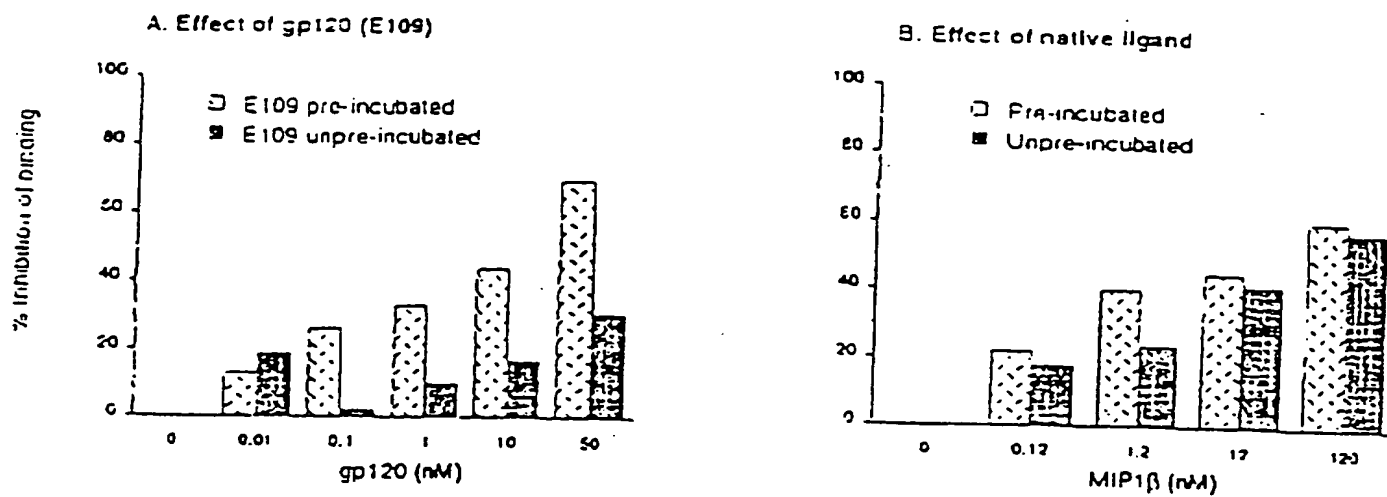 A. Effect of gp120 (E109)
% Inhibition of binding
100
80
60
40
20
0
E109 pre-incubated
E109 unpre-incubated
0 0.01 0.1 1 10 50
gp120 (nM)
B. Effect of native ligand
100
80
60
40
20
0
Pre-incubated
Unpre-incubated
0 0.12 1.2 12 120
MIP1β (nM)